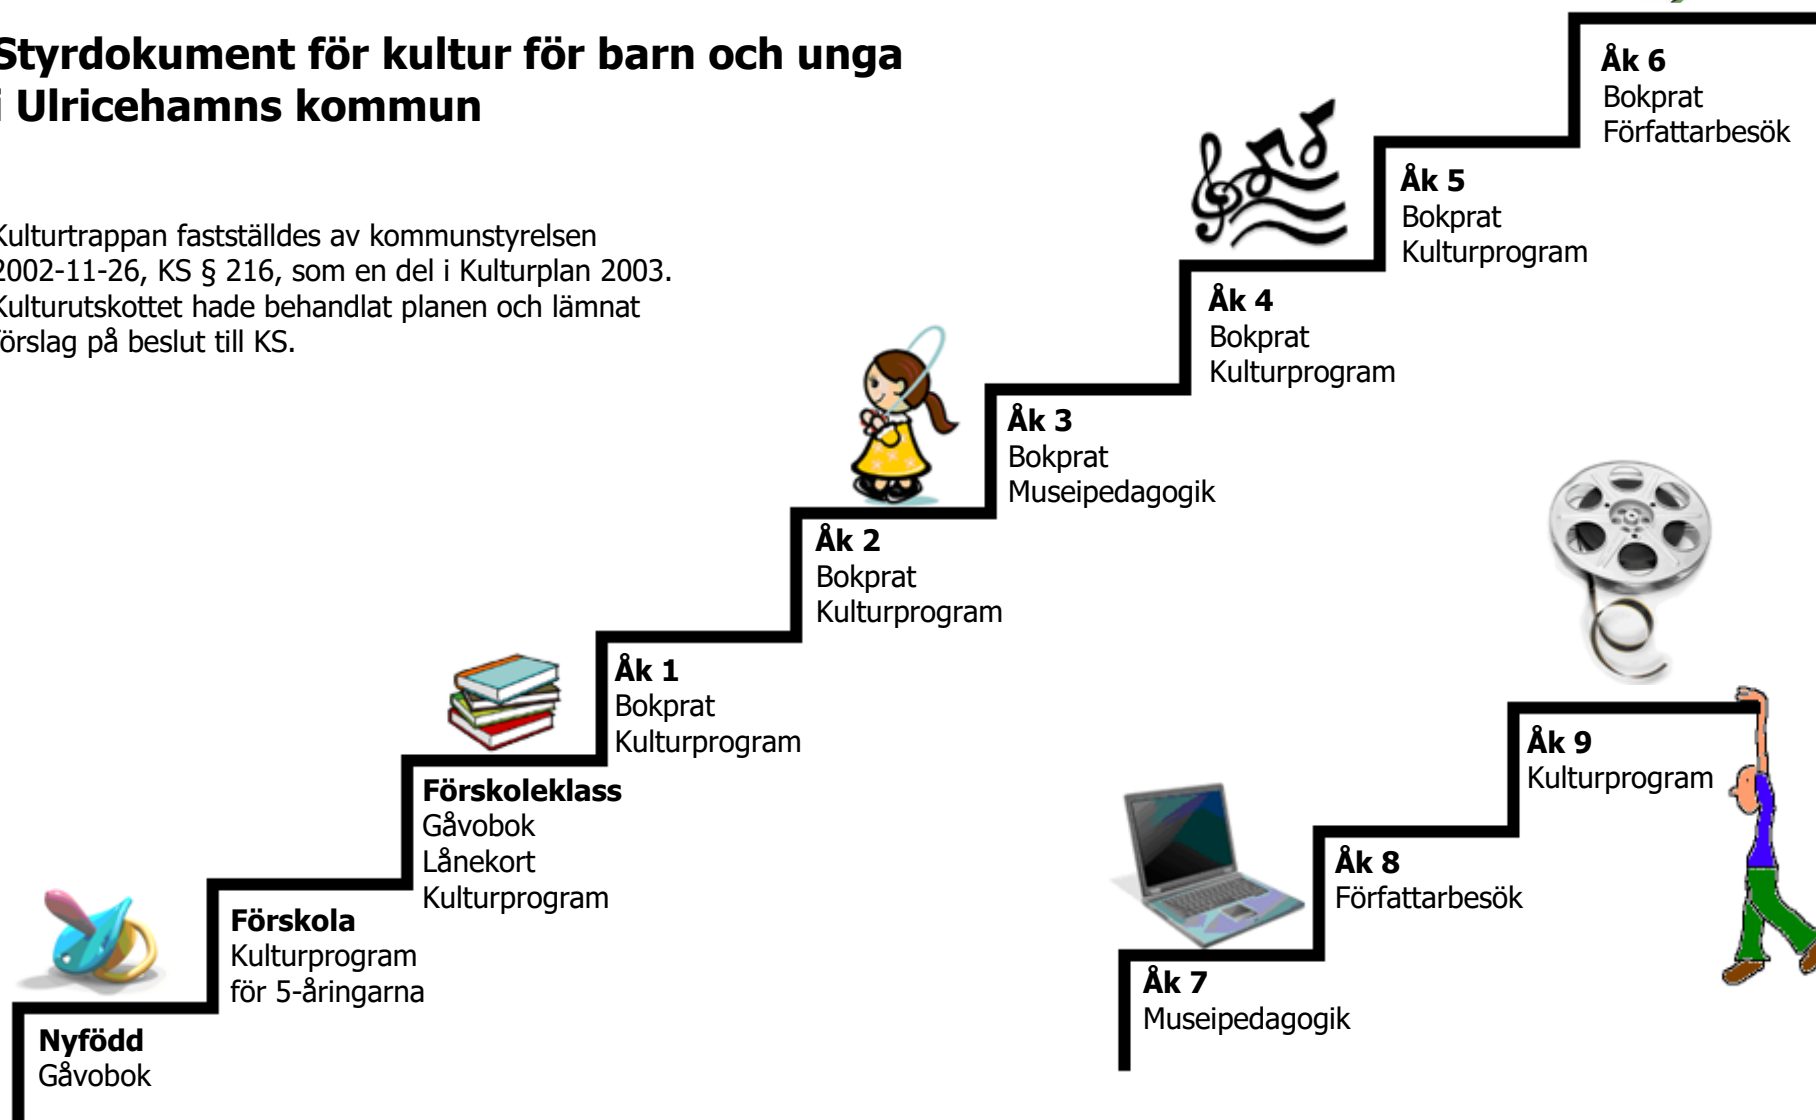 Styrdokument för kultur för barn och unga
i Ulricehamns kommun
Kulturtrappan fastställdes av kommunstyrelsen
2002-11-26, KS § 216, som en del i Kulturplan 2003.
Kulturutskottet hade behandlat planen och lämnat
förslag på beslut till KS.
Nyfödd
Gåvobok
Förskola
Kulturprogram
för 5-åringarna
Förskoleklass
Gåvobok
Lånekort
Kulturprogram
Åk 1
Bokprat
Kulturprogram
Åk 2
Bokprat
Kulturprogram
Åk 3
Bokprat
Museipedagogik
Åk 4
Bokprat
Kulturprogram
Åk 5
Bokprat
Kulturprogram
Åk 6
Bokprat
Författarbesök
Åk 7
Museipedagogik
Åk 8
Författarbesök
Åk 9
Kulturprogram